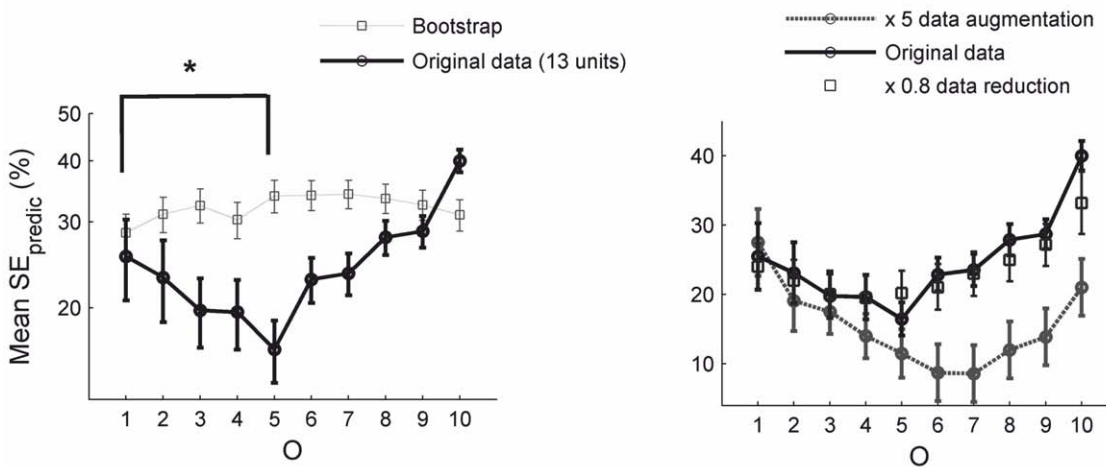 Bootstrap
Original data (13 units)
*
50
40
30
20
Mean SE predic (%)
1 2 3 4 5 6 7 8 9 10
O
x 5 data augmentation
Original data
x 0.8 data reduction
40
30
20
10
1 2 3 4 5 6 7 8 9 10
O